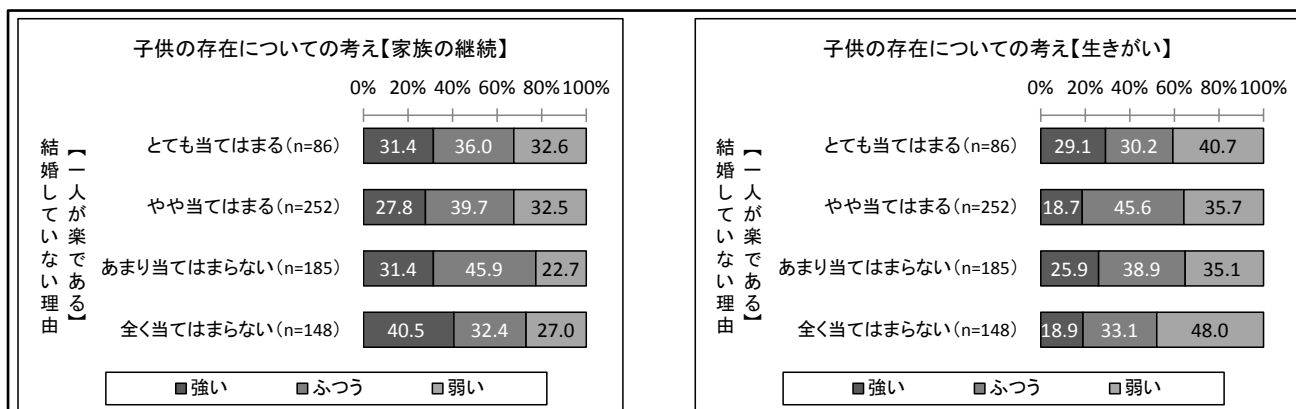 子供の存在についての考え【家族の継続】
0% 20% 40% 60% 80% 100%
結婚していない理由
【一人が楽である】
とても当てはまる(n=86) 31.4 36.0 32.6
やや当てはまる(n=252) 27.8 39.7 32.5
あまり当てはまらない(n=185) 31.4 45.9 22.7
全く当てはまらない(n=148) 40.5 32.4 27.0
強い ふつう 弱い
子供の存在についての考え【生きがい】
0% 20% 40% 60% 80% 100%
結婚していない理由
【一人が楽である】
とても当てはまる(n=86) 29.1 30.2 40.7
やや当てはまる(n=252) 18.7 45.6 35.7
あまり当てはまらない(n=185) 25.9 38.9 35.1
全く当てはまらない(n=148) 18.9 33.1 48.0
強い ふつう 弱い